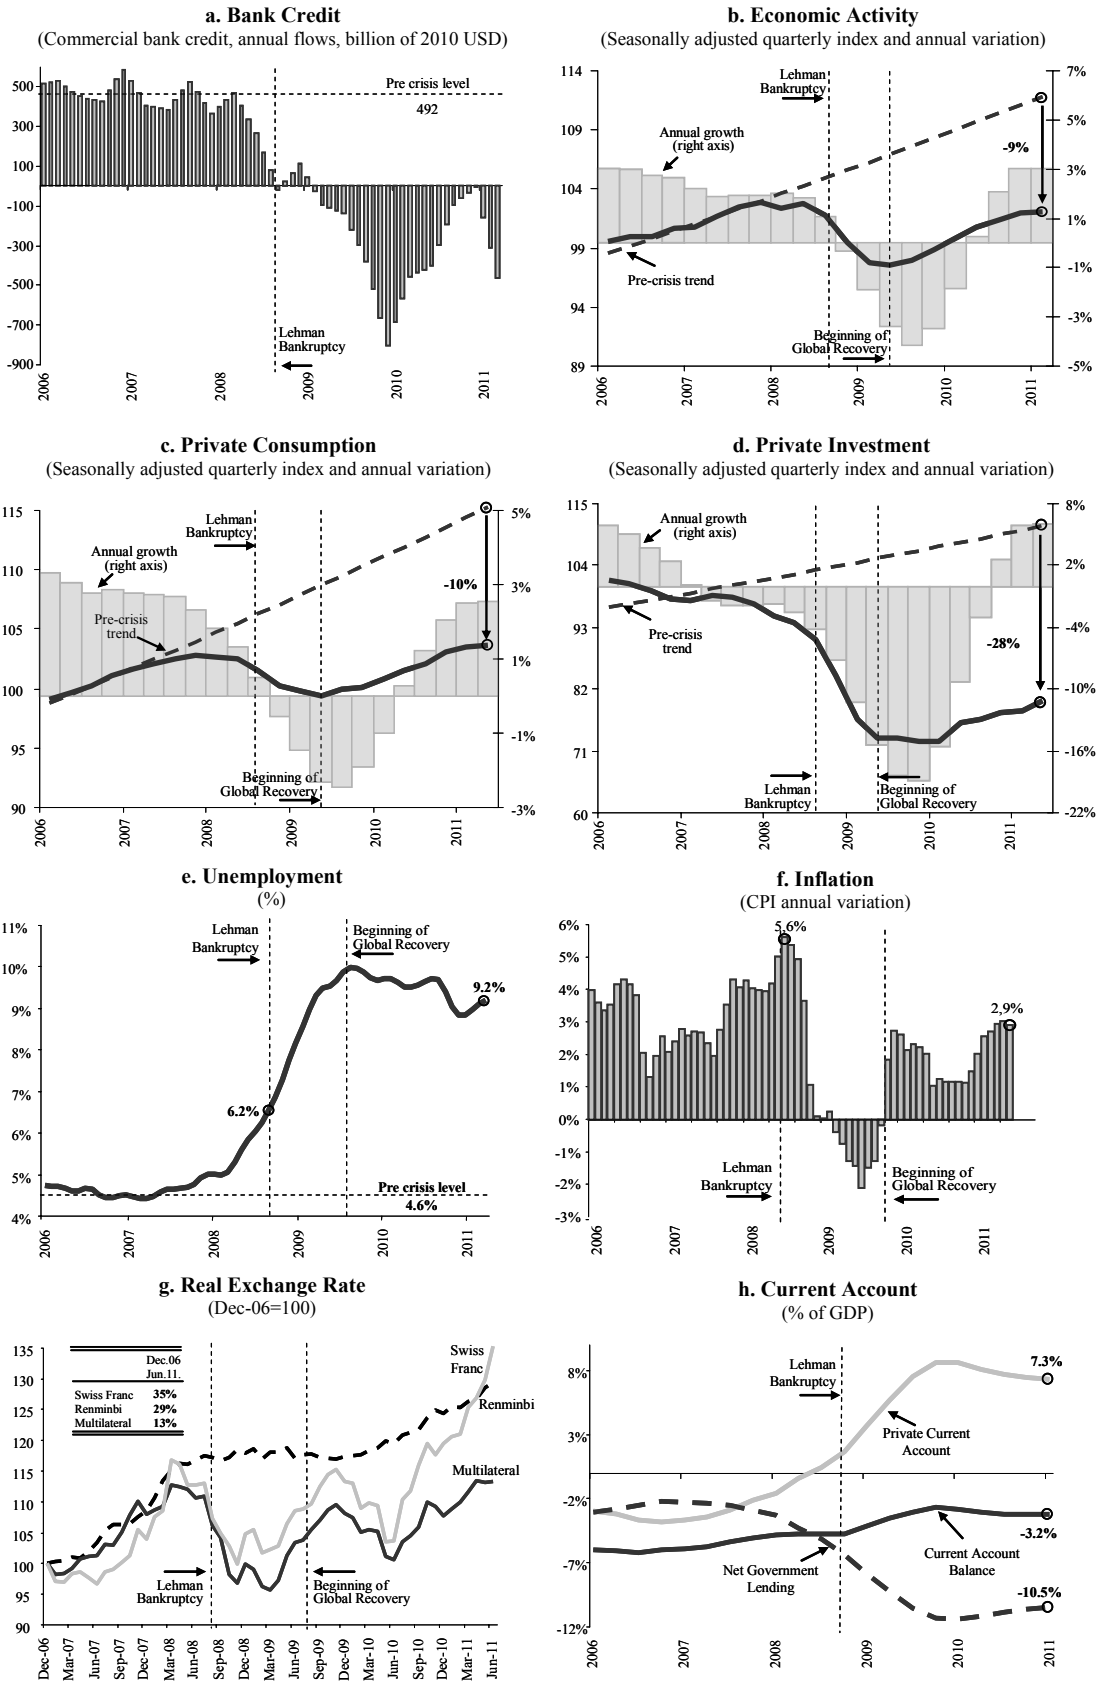 a. Bank Credit
(Commercial bank credit, annual flows, billion of 2010 USD)
500
300
100
-100
-300
-500
-700
-900
Pre crisis level
492
Lehman
Bankruptcy
2006
2007
2008
2009
2010
2011
b. Economic Activity
(Seasonally adjusted quarterly index and annual variation)
114
109
104
99
94
89
7%
5%
3%
1%
-1%
-3%
-5%
Lehman
Bankruptcy
Annual growth
(right axis)
-9%
Pre-crisis trend
Beginning of
Global Recovery
2006
2007
2008
2009
2010
2011
c. Private Consumption
(Seasonally adjusted quarterly index and annual variation)
115
110
105
100
95
90
5%
3%
1%
-1%
-3%
Lehman
Bankruptcy
Annual growth
(right axis)
-10%
Pre-crisis
trend
Beginning of
Global Recovery
2006
2007
2008
2009
2010
2011
d. Private Investment
(Seasonally adjusted quarterly index and annual variation)
115
104
93
82
71
60
8%
2%
-4%
-10%
-16%
-22%
Annual growth
(right axis)
Pre-crisis
trend
-28%
Lehman
Bankruptcy
Beginning of
Global Recovery
2006
2007
2008
2009
2010
2011
e. Unemployment
(%)
11%
10%
9%
8%
7%
6%
5%
4%
Lehman
Bankruptcy
Beginning of
Global Recovery
9.2%
6.2%
Pre crisis level
4.6%
2006
2007
2008
2009
2010
2011
f. Inflation
(CPI annual variation)
6%
5%
4%
3%
2%
1%
0%
-1%
-2%
-3%
5,6%
2,9%
Lehman
Bankruptcy
Beginning of
Global Recovery
2006
2007
2008
2009
2010
2011
g. Real Exchange Rate
(Dec-06=100)
135
130
125
120
115
110
105
100
95
90
Dec.06
Jun.11.
Swiss Franc 35%
Renminbi 29%
Multilateral 13%
Swiss
Franc
Renminbi
Multilateral
Lehman
Bankruptcy
Beginning of
Global Recovery
Dec-06
Mar-07
Jun-07
Sep-07
Dec-07
Mar-08
Jun-08
Sep-08
Dec-08
Mar-09
Jun-09
Sep-09
Dec-09
Mar-10
Jun-10
Sep-10
Dec-10
Mar-11
Jun-11
h. Current Account
(% of GDP)
8%
3%
-2%
-7%
-12%
Lehman
Bankruptcy
7.3%
Private Current
Account
-3.2%
Current Account
Balance
Net Government
Lending
-10.5%
2006
2007
2008
2009
2010
2011